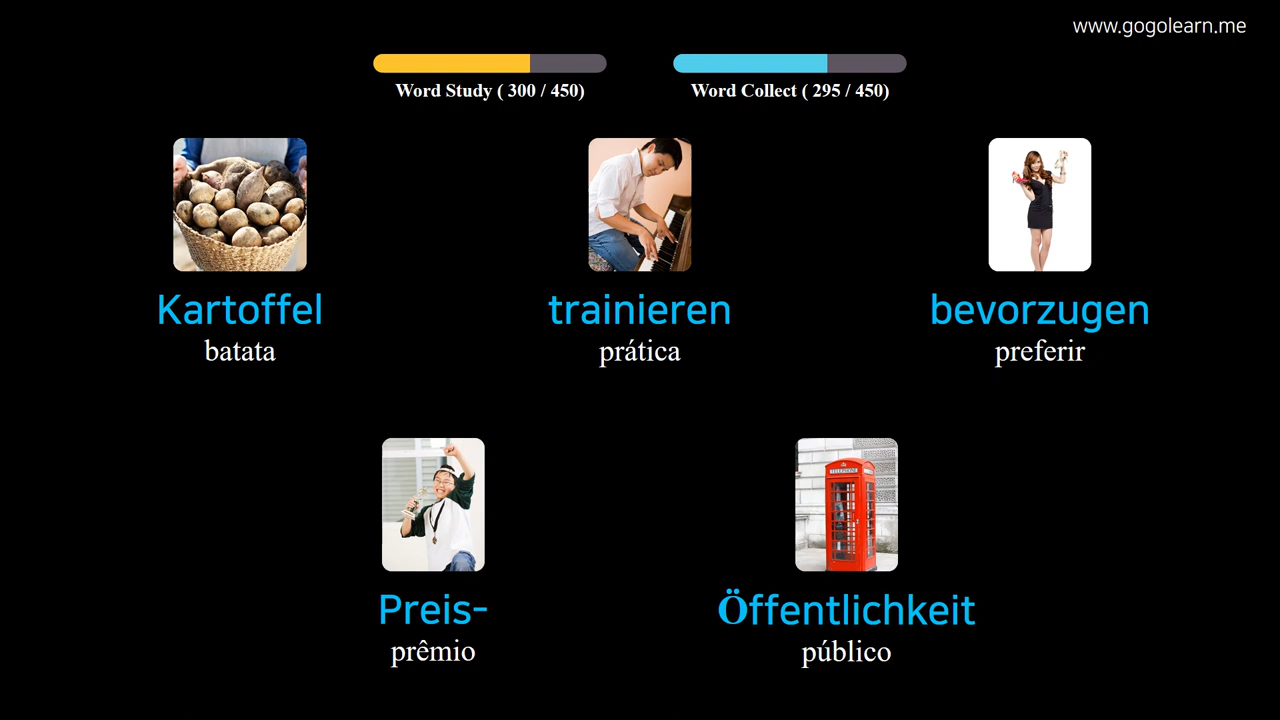 www.gogolearn.me
Word Study ( 300 / 450)
Word Collect ( 295 / 450)
Kartoffel
batata
trainieren
prática
bevorzugen
preferir
Preis-
prêmio
Öffentlichkeit
público
TELEPHONE